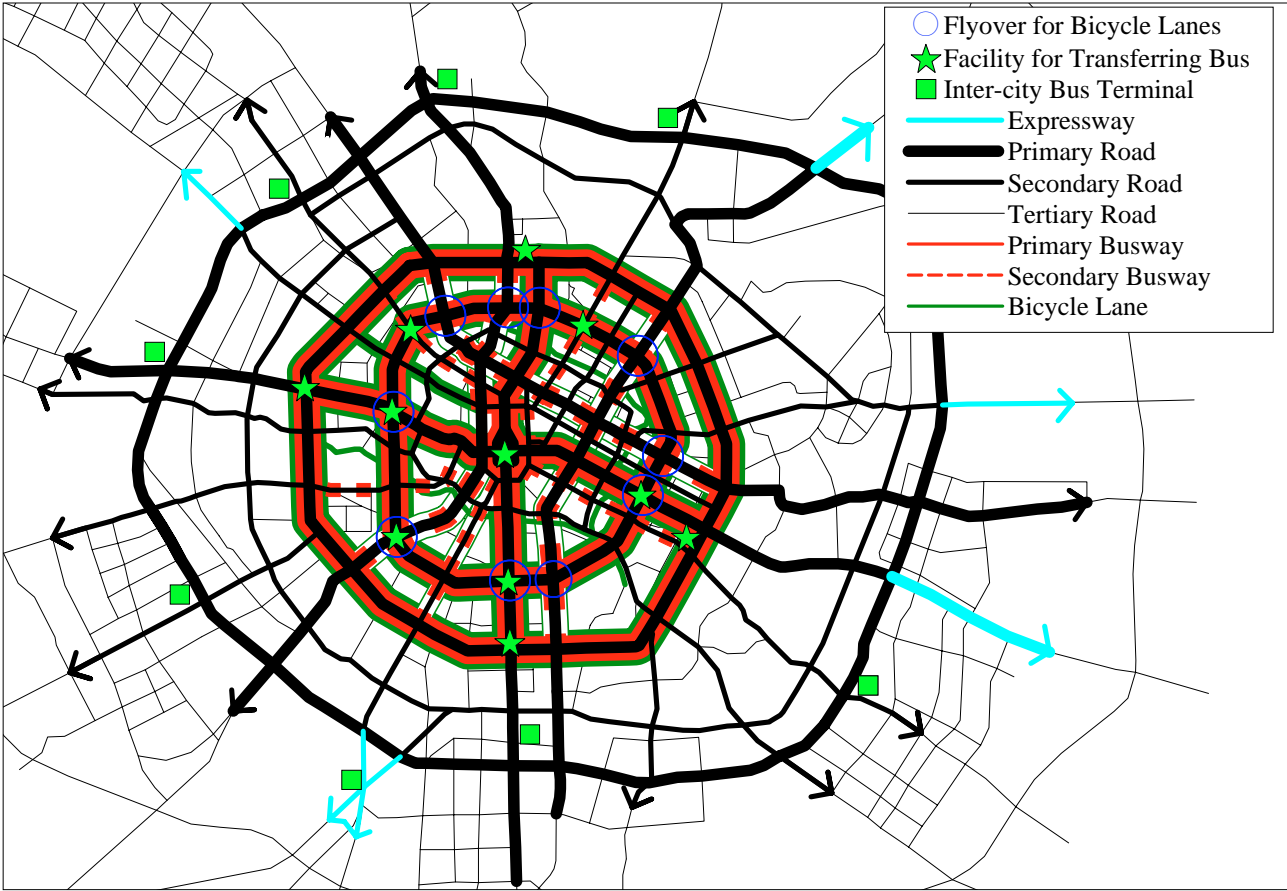 Flyover for Bicycle Lanes
Facility for Transferring Bus
Inter-city Bus Terminal
Expressway
Primary Road
Secondary Road
Tertiary Road
Primary Busway
Secondary Busway
Bicycle Lane